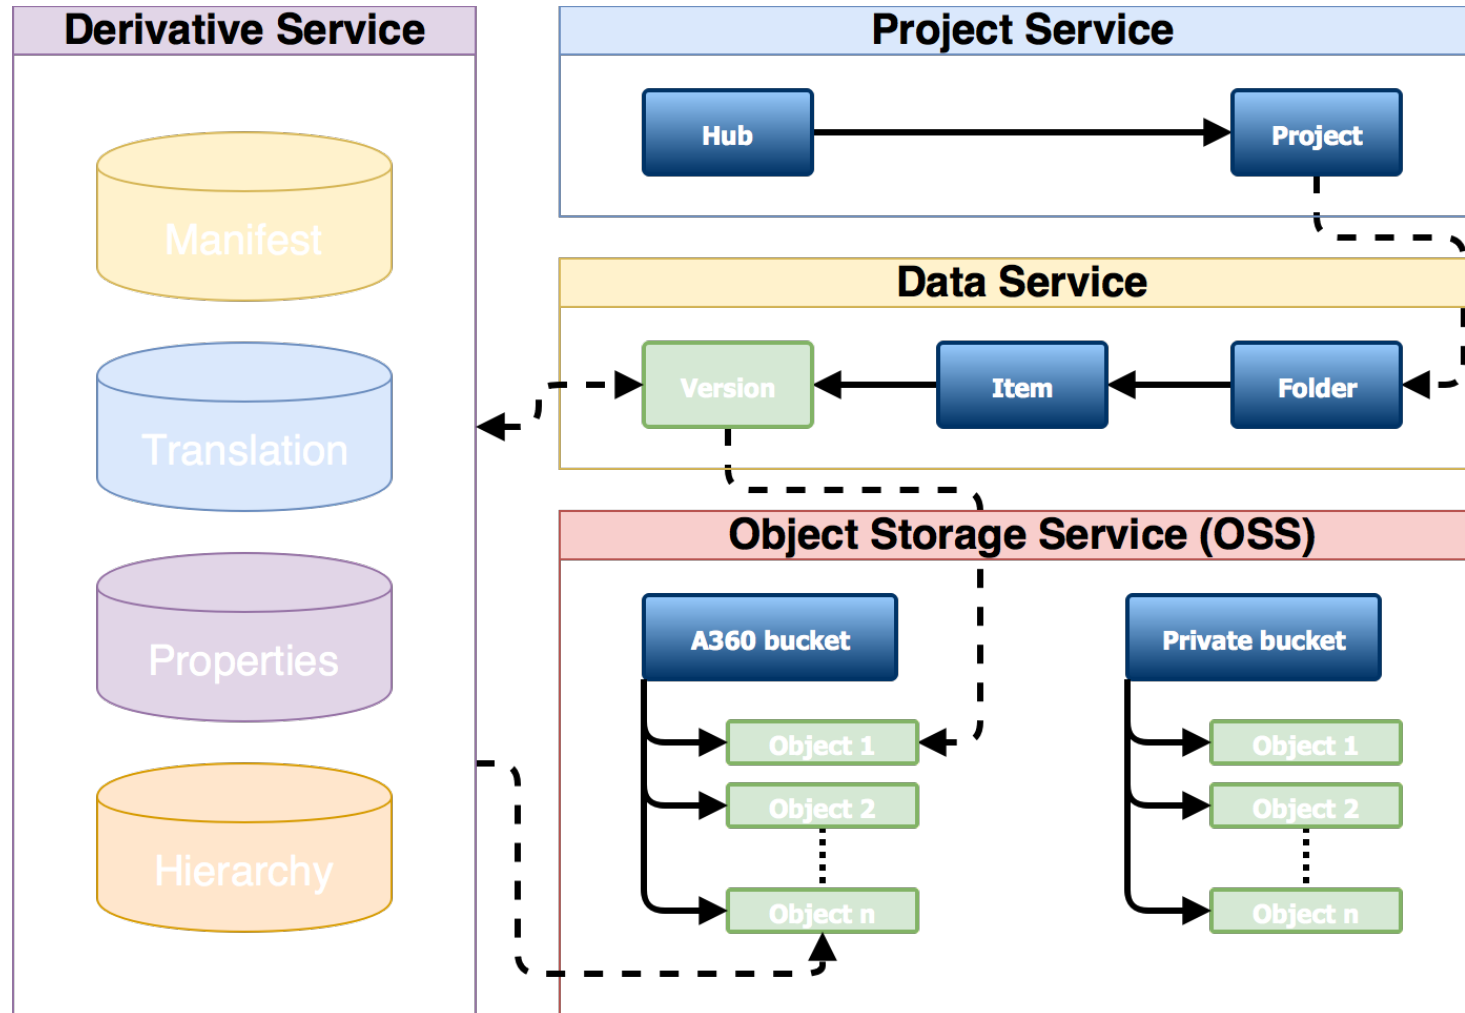 Derivative Service
Manifest
Translation
Properties
Hierarchy
Project Service
Hub
Project
Data Service
Version
Item
Folder
Object Storage Service (OSS)
A360 bucket
Object 1
Object 2
Object n
Private bucket
Object 1
Object 2
Object n